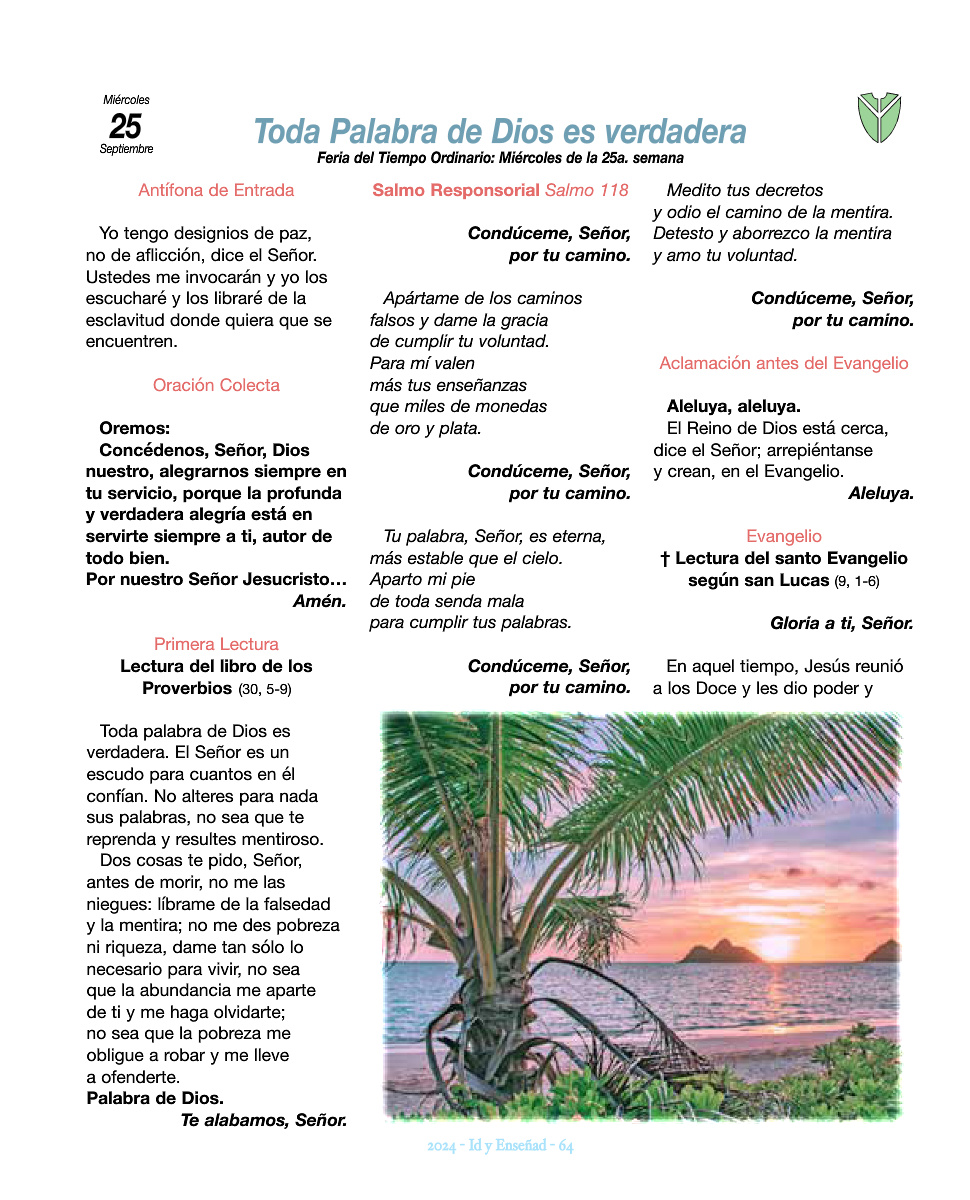 Miércoles
25
Septiembre
Toda Palabra de Dios es verdadera
Feria del Tiempo Ordinario: Miércoles de la 25a. semana
Antífona de Entrada
Yo tengo designios de paz,
no de aflicción, dice el Señor.
Ustedes me invocarán y yo los
escucharé y los libraré de la
esclavitud donde quiera que se
encuentren.
Oración Colecta
Oremos:
Concédenos, Señor, Dios
nuestro, alegrarnos siempre en
tu servicio, porque la profunda
y verdadera alegría está en
servirte siempre a ti, autor de
todo bien.
Por nuestro Señor Jesucristo…
Amén.
Primera Lectura
Lectura del libro de los
Proverbios (30, 5-9)
Toda palabra de Dios es
verdadera. El Señor es un
escudo para cuantos en él
confían. No alteres para nada
sus palabras, no sea que te
reprenda y resultes mentiroso.
Dos cosas te pido, Señor,
antes de morir, no me las
niegues: líbrame de la falsedad
y la mentira; no me des pobreza
ni riqueza, dame tan sólo lo
necesario para vivir, no sea
que la abundancia me aparte
de ti y me haga olvidarte;
no sea que la pobreza me
obligue a robar y me lleve
a ofenderte.
Palabra de Dios.
Te alabamos, Señor.
Salmo Responsorial Salmo 118
Condúceme, Señor,
por tu camino.
Apártame de los caminos
falsos y dame la gracia
de cumplir tu voluntad.
Para mí valen
más tus enseñanzas
que miles de monedas
de oro y plata.
Condúceme, Señor,
por tu camino.
Tu palabra, Señor, es eterna,
más estable que el cielo.
Aparto mi pie
de toda senda mala
para cumplir tus palabras.
Condúceme, Señor,
por tu camino.
Medito tus decretos
y odio el camino de la mentira.
Detesto y aborrezco la mentira
y amo tu voluntad.
Condúceme, Señor,
por tu camino.
Aclamación antes del Evangelio
Aleluya, aleluya.
El Reino de Dios está cerca,
dice el Señor; arrepiéntanse
y crean, en el Evangelio.
Aleluya.
Evangelio
† Lectura del santo Evangelio
según san Lucas (9, 1-6)
Gloria a ti, Señor.
En aquel tiempo, Jesús reunió
a los Doce y les dio poder y
2024 - Id y Enseñad - 64